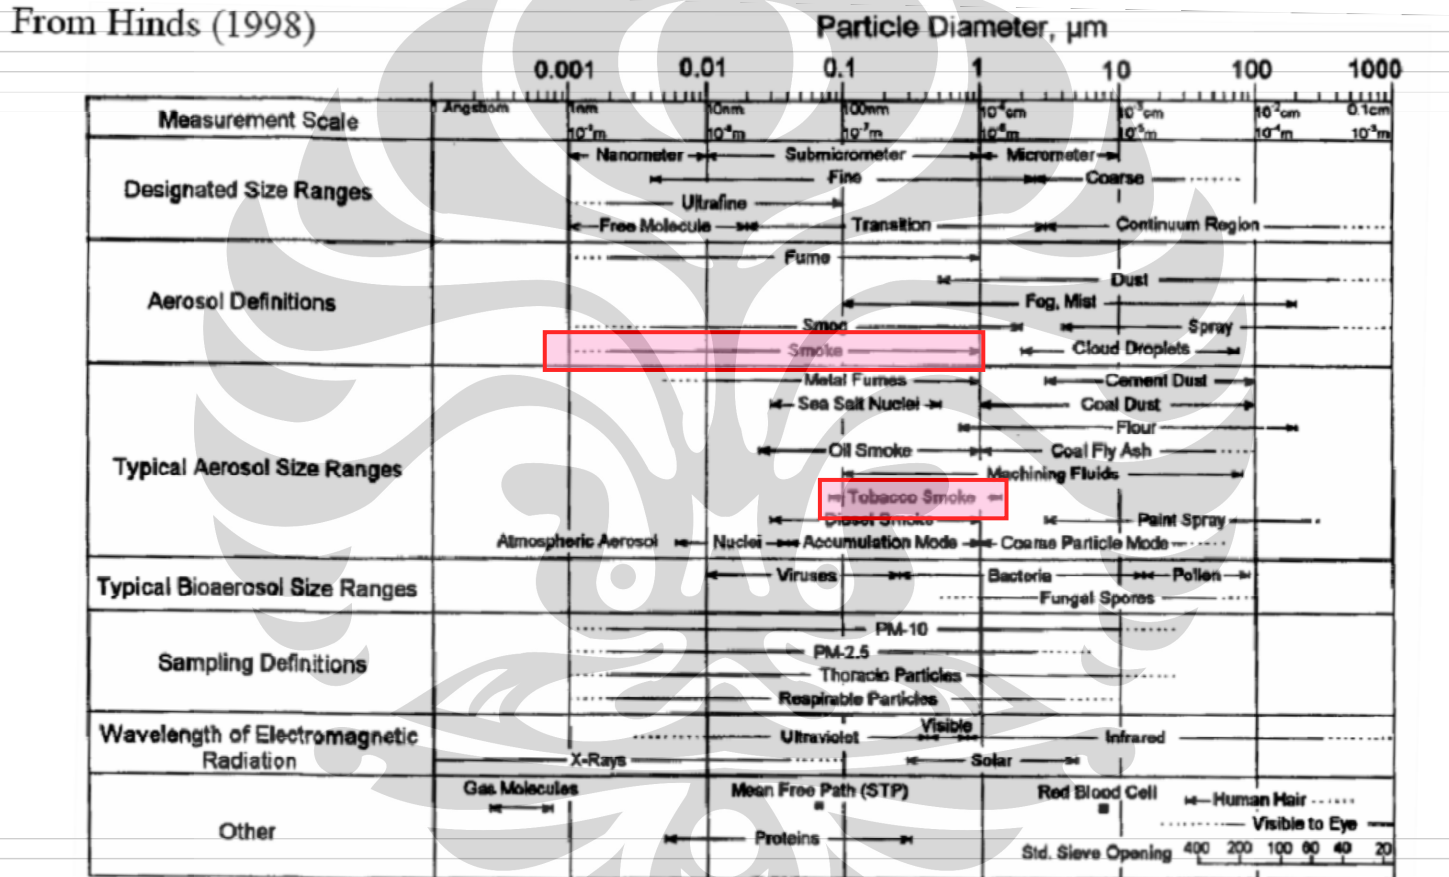 From Hinds (1998)
Particle Diameter, µm
0.001 0.01 0.1 1 10 100 1000
Measurement Scale
Angstrom 1nm 10nm 100nm 10⁻⁴cm 10⁻³cm 10⁻²cm 0.1cm
10⁻⁹m 10⁻⁸m 10⁻⁷m 10⁻⁶m 10⁻⁵m 10⁻⁴m 10⁻³m
Designated Size Ranges
Nanometer Submicrometer Micrometer
Fine Coarse
Ultrafine
Free Molecule Transition Continuum Region
Aerosol Definitions
Fume
Dust
Fog, Mist
Smog Spray
Smoke Cloud Droplets
Typical Aerosol Size Ranges
Metal Fumes Cement Dust
Sea Salt Nuclei Coal Dust
Flour
Oil Smoke Coal Fly Ash
Machining Fluids
Tobacco Smoke
Diesel Smoke Paint Spray
Atmospheric Aerosol Nuclei Accumulation Mode Coarse Particle Mode
Typical Bioaerosol Size Ranges
Viruses Bacteria Pollen
Fungal Spores
Sampling Definitions
PM-10
PM-2.5
Thoracic Particles
Respirable Particles
Wavelength of Electromagnetic
Radiation
Visible
Ultraviolet Infrared
X-Rays Solar
Other
Gas Molecules Mean Free Path (STP) Red Blood Cell
Human Hair
Visible to Eye
Proteins
Std. Sieve Opening 400 200 100 60 40 20